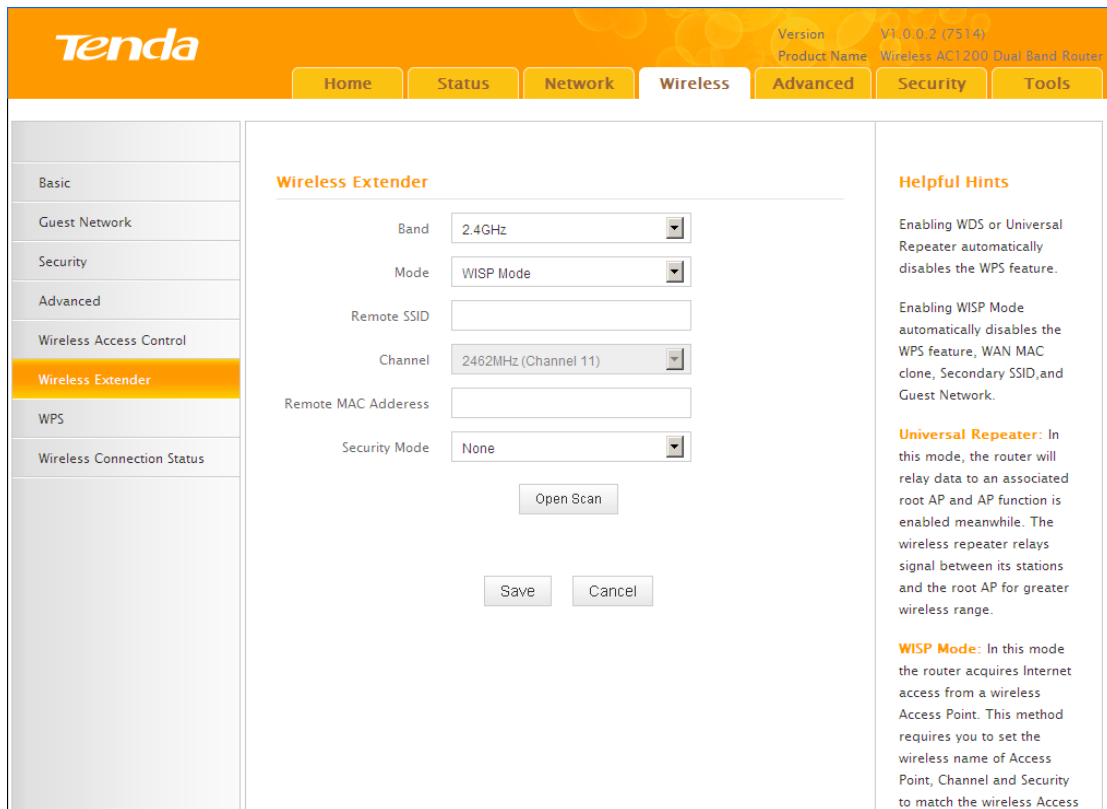 Tenda
Version V1.0.0.2 (7514)
Product Name Wireless AC1200 Dual Band Router
Home Status Network Wireless Advanced Security Tools
Basic
Guest Network
Security
Advanced
Wireless Access Control
Wireless Extender
WPS
Wireless Connection Status
Wireless Extender
Band 2.4GHz
Mode WISP Mode
Remote SSID
Channel 2462MHz (Channel 11)
Remote MAC Adderess
Security Mode None
Open Scan
Save Cancel
Helpful Hints
Enabling WDS or Universal
Repeater automatically
disables the WPS feature.
Enabling WISP Mode
automatically disables the
WPS feature, WAN MAC
clone, Secondary SSID,and
Guest Network.
Universal Repeater: In
this mode, the router will
relay data to an associated
root AP and AP function is
enabled meanwhile. The
wireless repeater relays
signal between its stations
and the root AP for greater
wireless range.
WISP Mode: In this mode
the router acquires Internet
access from a wireless
Access Point. This method
requires you to set the
wireless name of Access
Point, Channel and Security
to match the wireless Access